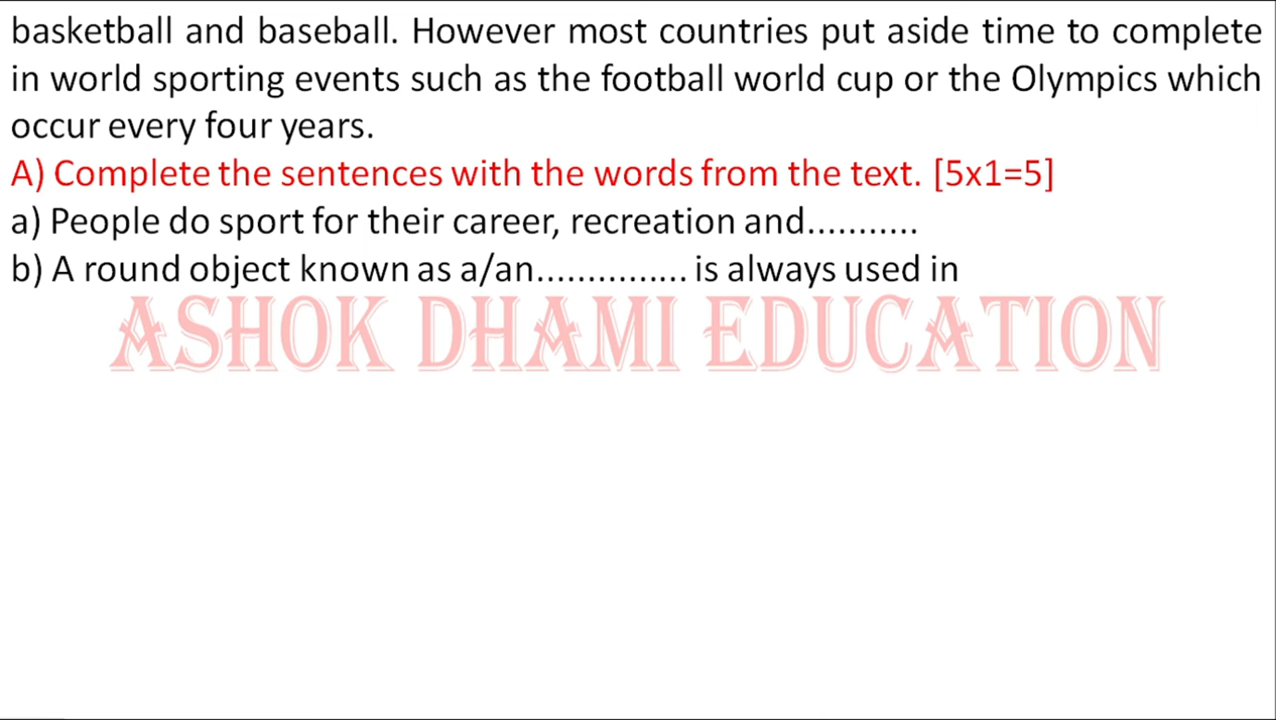 basketball and baseball. However most countries put aside time to complete
in world sporting events such as the football world cup or the Olympics which
occur every four years.
A) Complete the sentences with the words from the text. [5x1=5]
a) People do sport for their career, recreation and...........
b) A round object known as a/an............... is always used in
ASHOK DHAMI EDUCATION